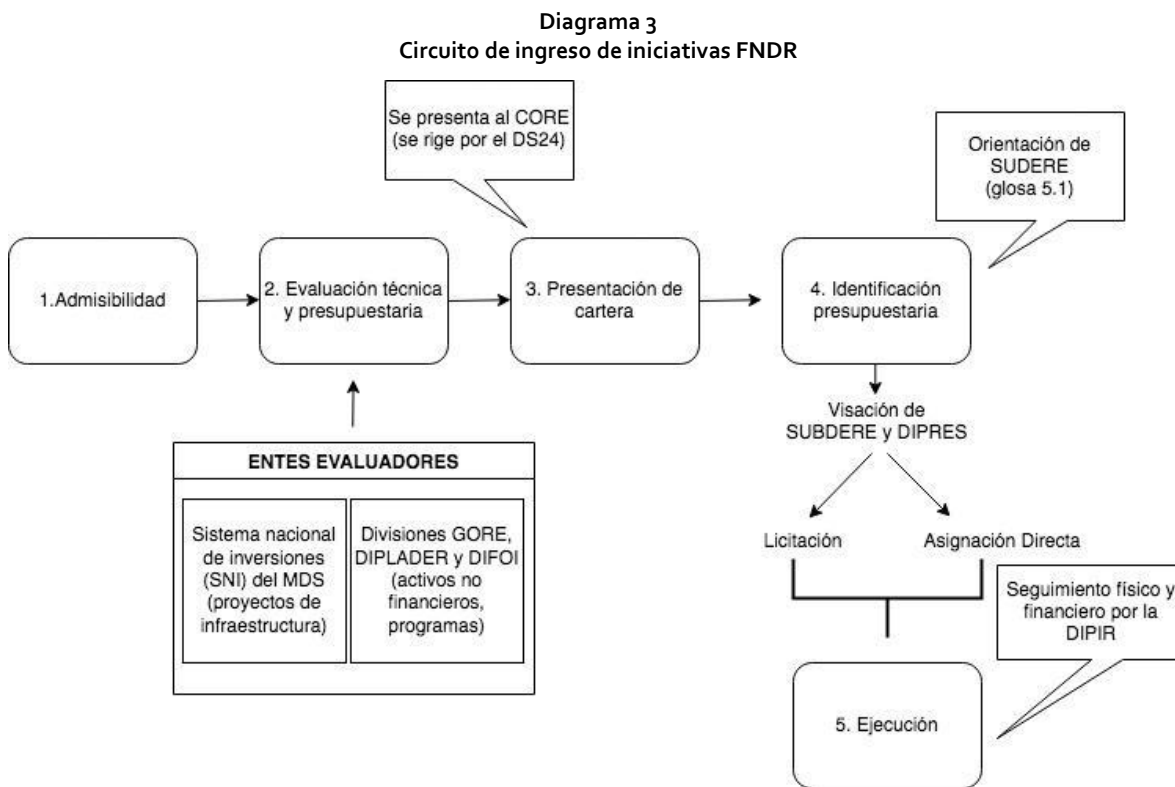 Diagrama 3
Circuito de ingreso de iniciativas FNDR
Se presenta al CORE
(se rige por el DS24)
Orientación de
SUDERE
(glosa 5.1)
1.Admisibilidad
2. Evaluación técnica
y presupuestaria
3. Presentación de
cartera
4. Identificación
presupuestaria
Visación de
SUBDERE y DIPRES
ENTES EVALUADORES
Sistema nacional
de inversiones
(SNI) del MDS
(proyectos de
infraestructura)
Divisiones GORE,
DIPLADER y DIFOI
(activos no
financieros,
programas)
Licitación
Asignación Directa
Seguimiento físico y
financiero por la
DIPIR
5. Ejecución